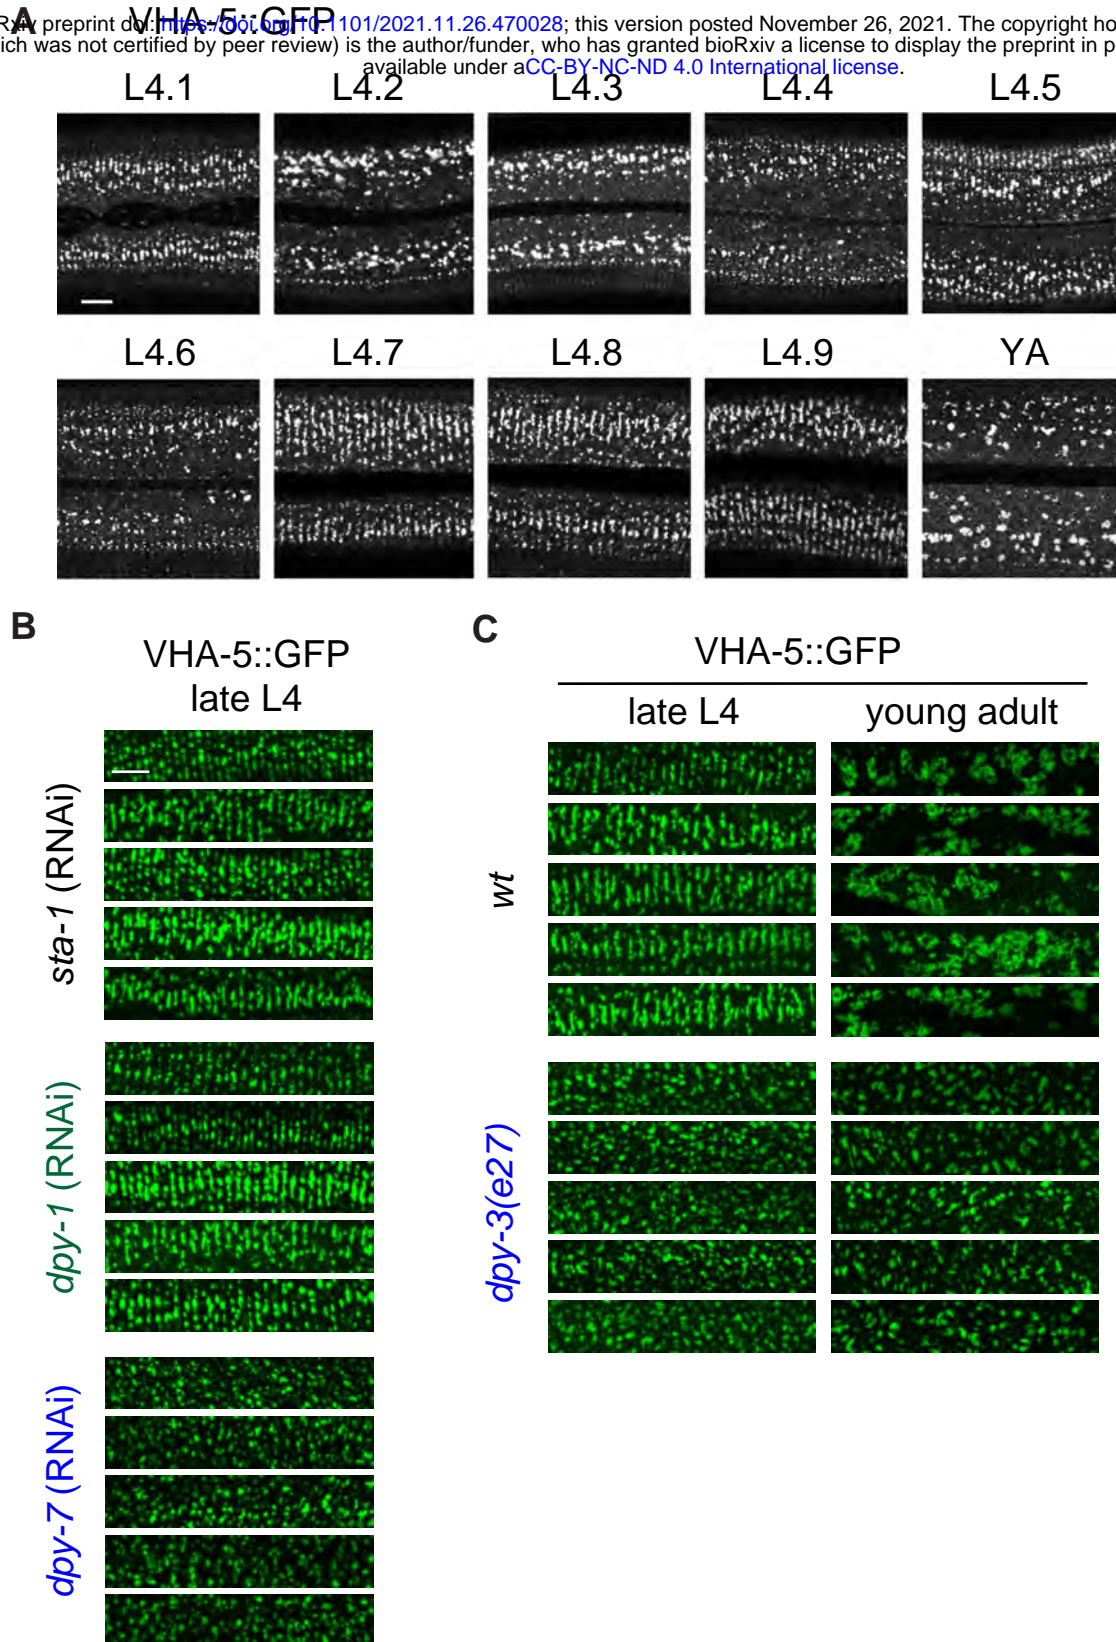 Rxiv preprint doi: https://doi.org/10.1101/2021.11.26.470028; this version posted November 26, 2021. The copyright ho
A VHA-5::GFP
ich was not certified by peer review) is the author/funder, who has granted bioRxiv a license to display the preprint in p
available under aCC-BY-NC-ND 4.0 International license.
L4.1 L4.2 L4.3 L4.4 L4.5
L4.6 L4.7 L4.8 L4.9 YA
B
VHA-5::GFP
late L4
sta-1 (RNAi)
dpy-1 (RNAi)
dpy-7 (RNAi)
C
VHA-5::GFP
late L4 young adult
wt
dpy-3(e27)